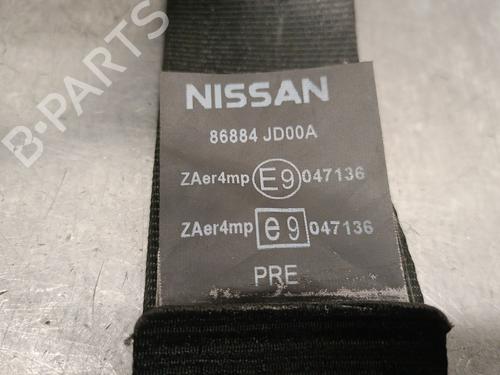 B-PARTS
NISSAN
86884 JD00A
ZAer4mp E9 047136
ZAer4mp e9 047136
PRE